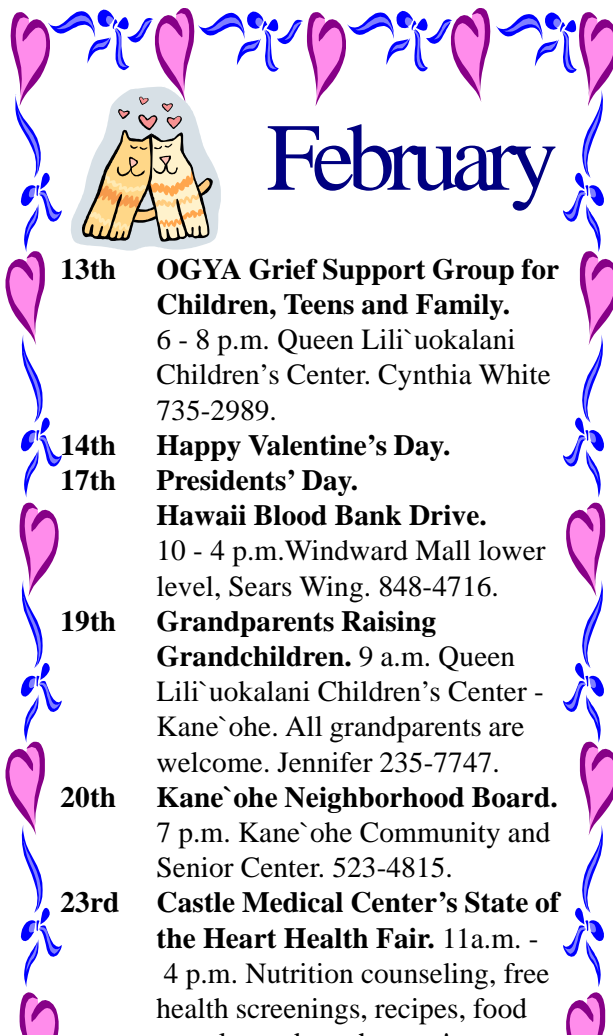 February
13th OGYA Grief Support Group for
Children, Teens and Family.
6 - 8 p.m. Queen Lili`uokalani
Children’s Center. Cynthia White
735-2989.
14th Happy Valentine’s Day.
17th Presidents’ Day.
Hawaii Blood Bank Drive.
10 - 4 p.m.Windward Mall lower
level, Sears Wing. 848-4716.
19th Grandparents Raising
Grandchildren. 9 a.m. Queen
Lili`uokalani Children’s Center -
Kane`ohe. All grandparents are
welcome. Jennifer 235-7747.
20th Kane`ohe Neighborhood Board.
7 p.m. Kane`ohe Community and
Senior Center. 523-4815.
23rd Castle Medical Center’s State of
the Heart Health Fair. 11a.m. -
4 p.m. Nutrition counseling, free
health screenings, recipes, food